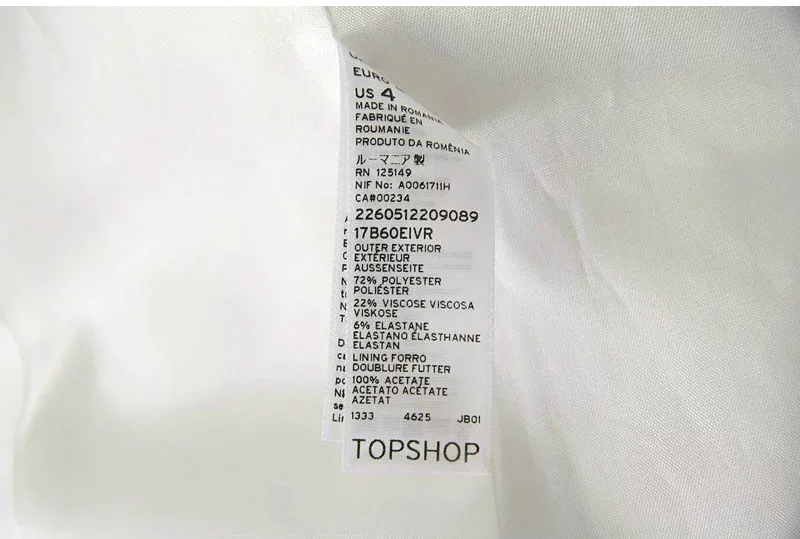 EURO
US 4
MADE IN ROMANIA
FABRIQUÉ EN
ROUMANIE
PRODUTO DA ROMÊNIA
ルーマニア製
RN 125149
NIF No: A0061711H
CA#00234
2260512209089
17B60EIVR
OUTER EXTERIOR
EXTÉRIEUR
AUSSENSEITE
72% POLYESTER
POLIÉSTER
22% VISCOSE VISCOSA
VISKOSE
6% ELASTANE
ELASTANO ÉLASTHANNE
ELASTAN
LINING FORRO
DOUBLURE FUTTER
100% ACETATE
ACETATO ACÉTATE
AZETAT
1333 4625 JB01
TOPSHOP